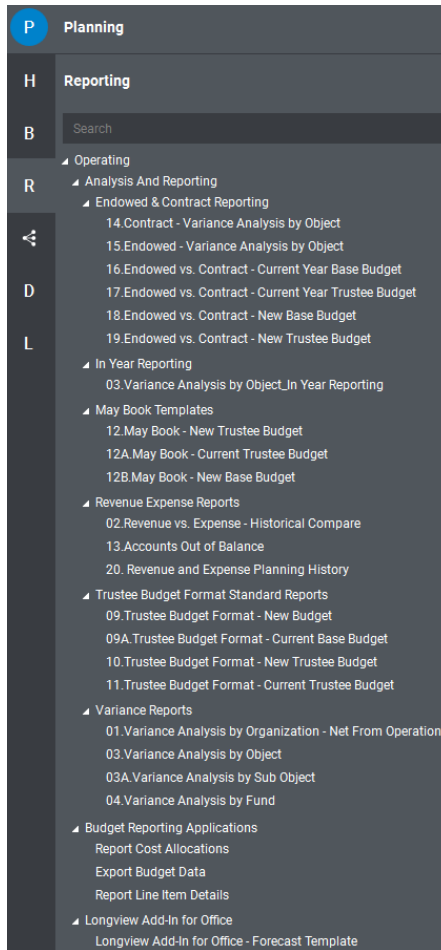 P Planning
H Reporting
B Search
Operating
R Analysis And Reporting
Endowed & Contract Reporting
14.Contract - Variance Analysis by Object
15.Endowed - Variance Analysis by Object
16.Endowed vs. Contract - Current Year Base Budget
D 17.Endowed vs. Contract - Current Year Trustee Budget
18.Endowed vs. Contract - New Base Budget
L 19.Endowed vs. Contract - New Trustee Budget
In Year Reporting
03.Variance Analysis by Object_In Year Reporting
May Book Templates
12.May Book - New Trustee Budget
12A.May Book - Current Trustee Budget
12B.May Book - New Base Budget
Revenue Expense Reports
02.Revenue vs. Expense - Historical Compare
13.Accounts Out of Balance
20. Revenue and Expense Planning History
Trustee Budget Format Standard Reports
09.Trustee Budget Format - New Budget
09A.Trustee Budget Format - Current Base Budget
10.Trustee Budget Format - New Trustee Budget
11.Trustee Budget Format - Current Trustee Budget
Variance Reports
01.Variance Analysis by Organization - Net From Operation
03.Variance Analysis by Object
03A.Variance Analysis by Sub Object
04.Variance Analysis by Fund
Budget Reporting Applications
Report Cost Allocations
Export Budget Data
Report Line Item Details
Longview Add-In for Office
Longview Add-In for Office - Forecast Template